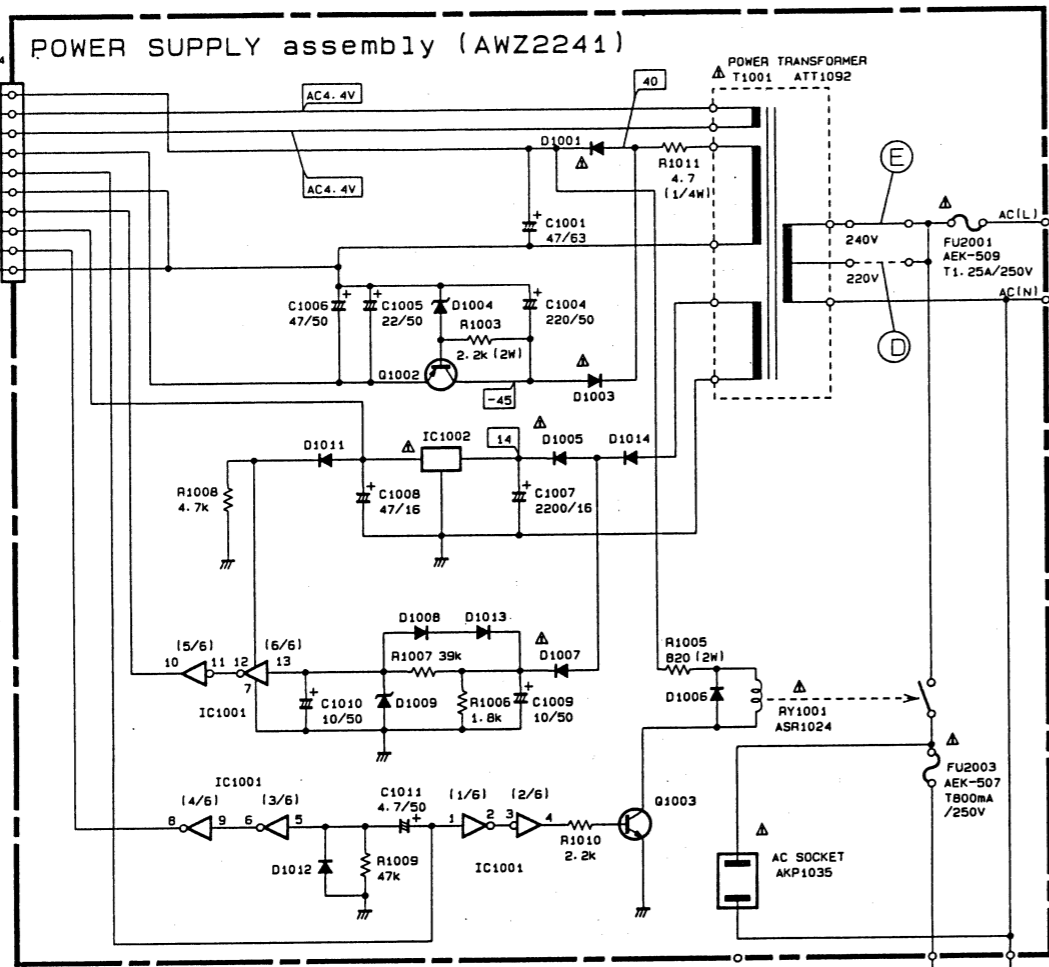 POWER SUPPLY assembly (AWZ2241)
POWER TRANSFORMER
T1001 ATT1092
AC4.4V
40
D1001
R1011
4.7
(1/4W)
E
AC4.4V
C1001
47/63
240V
220V
AC(L)
FU2001
AEK-509
T1.25A/250V
AC(N)
D
C1006
47/50
C1005
22/50
D1004
C1004
220/50
R1003
2.2k (2W)
Q1002
-45
D1003
D1011
IC1002
14
D1005
D1014
R1008
4.7k
C1008
47/16
C1007
2200/16
D1008
D1013
(5/6)
(6/6)
10
11
12
13
7
R1007 39k
D1007
R1005
820 (2W)
IC1001
C1010
10/50
D1009
R1006
1.8k
C1009
10/50
D1006
RY1001
ASR1024
FU2003
AEK-507
T800mA
/250V
IC1001
(4/6)
(3/6)
C1011
4.7/50
(1/6)
(2/6)
Q1003
8
9
6
5
1
2
3
4
D1012
R1009
47k
IC1001
R1010
2.2k
AC SOCKET
AKP1035